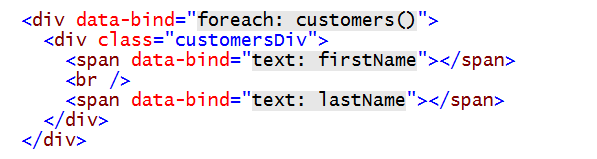 <div data-bind="foreach: customers()">
<div class="customersDiv">
<span data-bind="text: firstName"></span>
<br />
<span data-bind="text: lastName"></span>
</div>
</div>